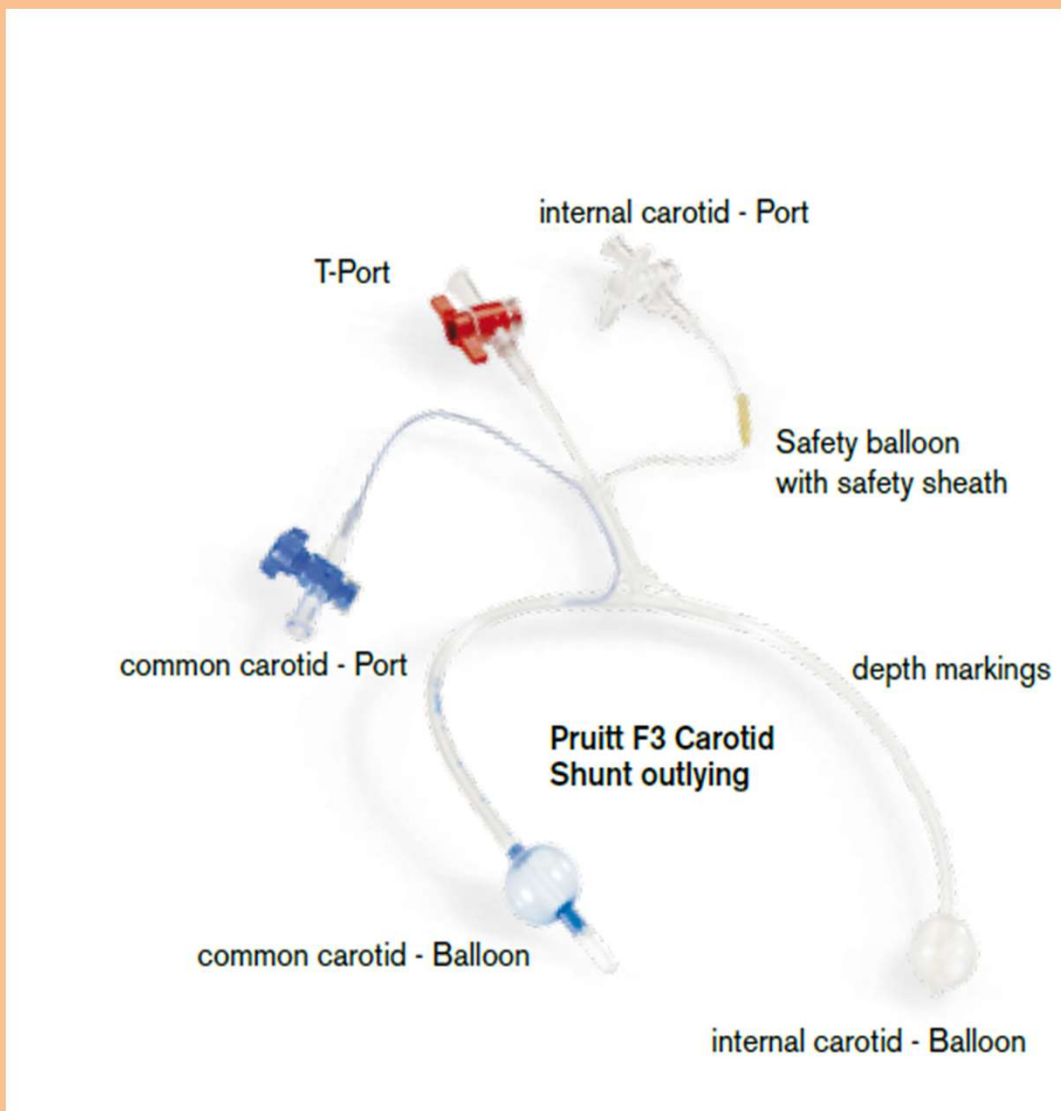 internal carotid - Port
T-Port
Safety balloon
with safety sheath
common carotid - Port
depth markings
Pruitt F3 Carotid
Shunt outlying
common carotid - Balloon
internal carotid - Balloon